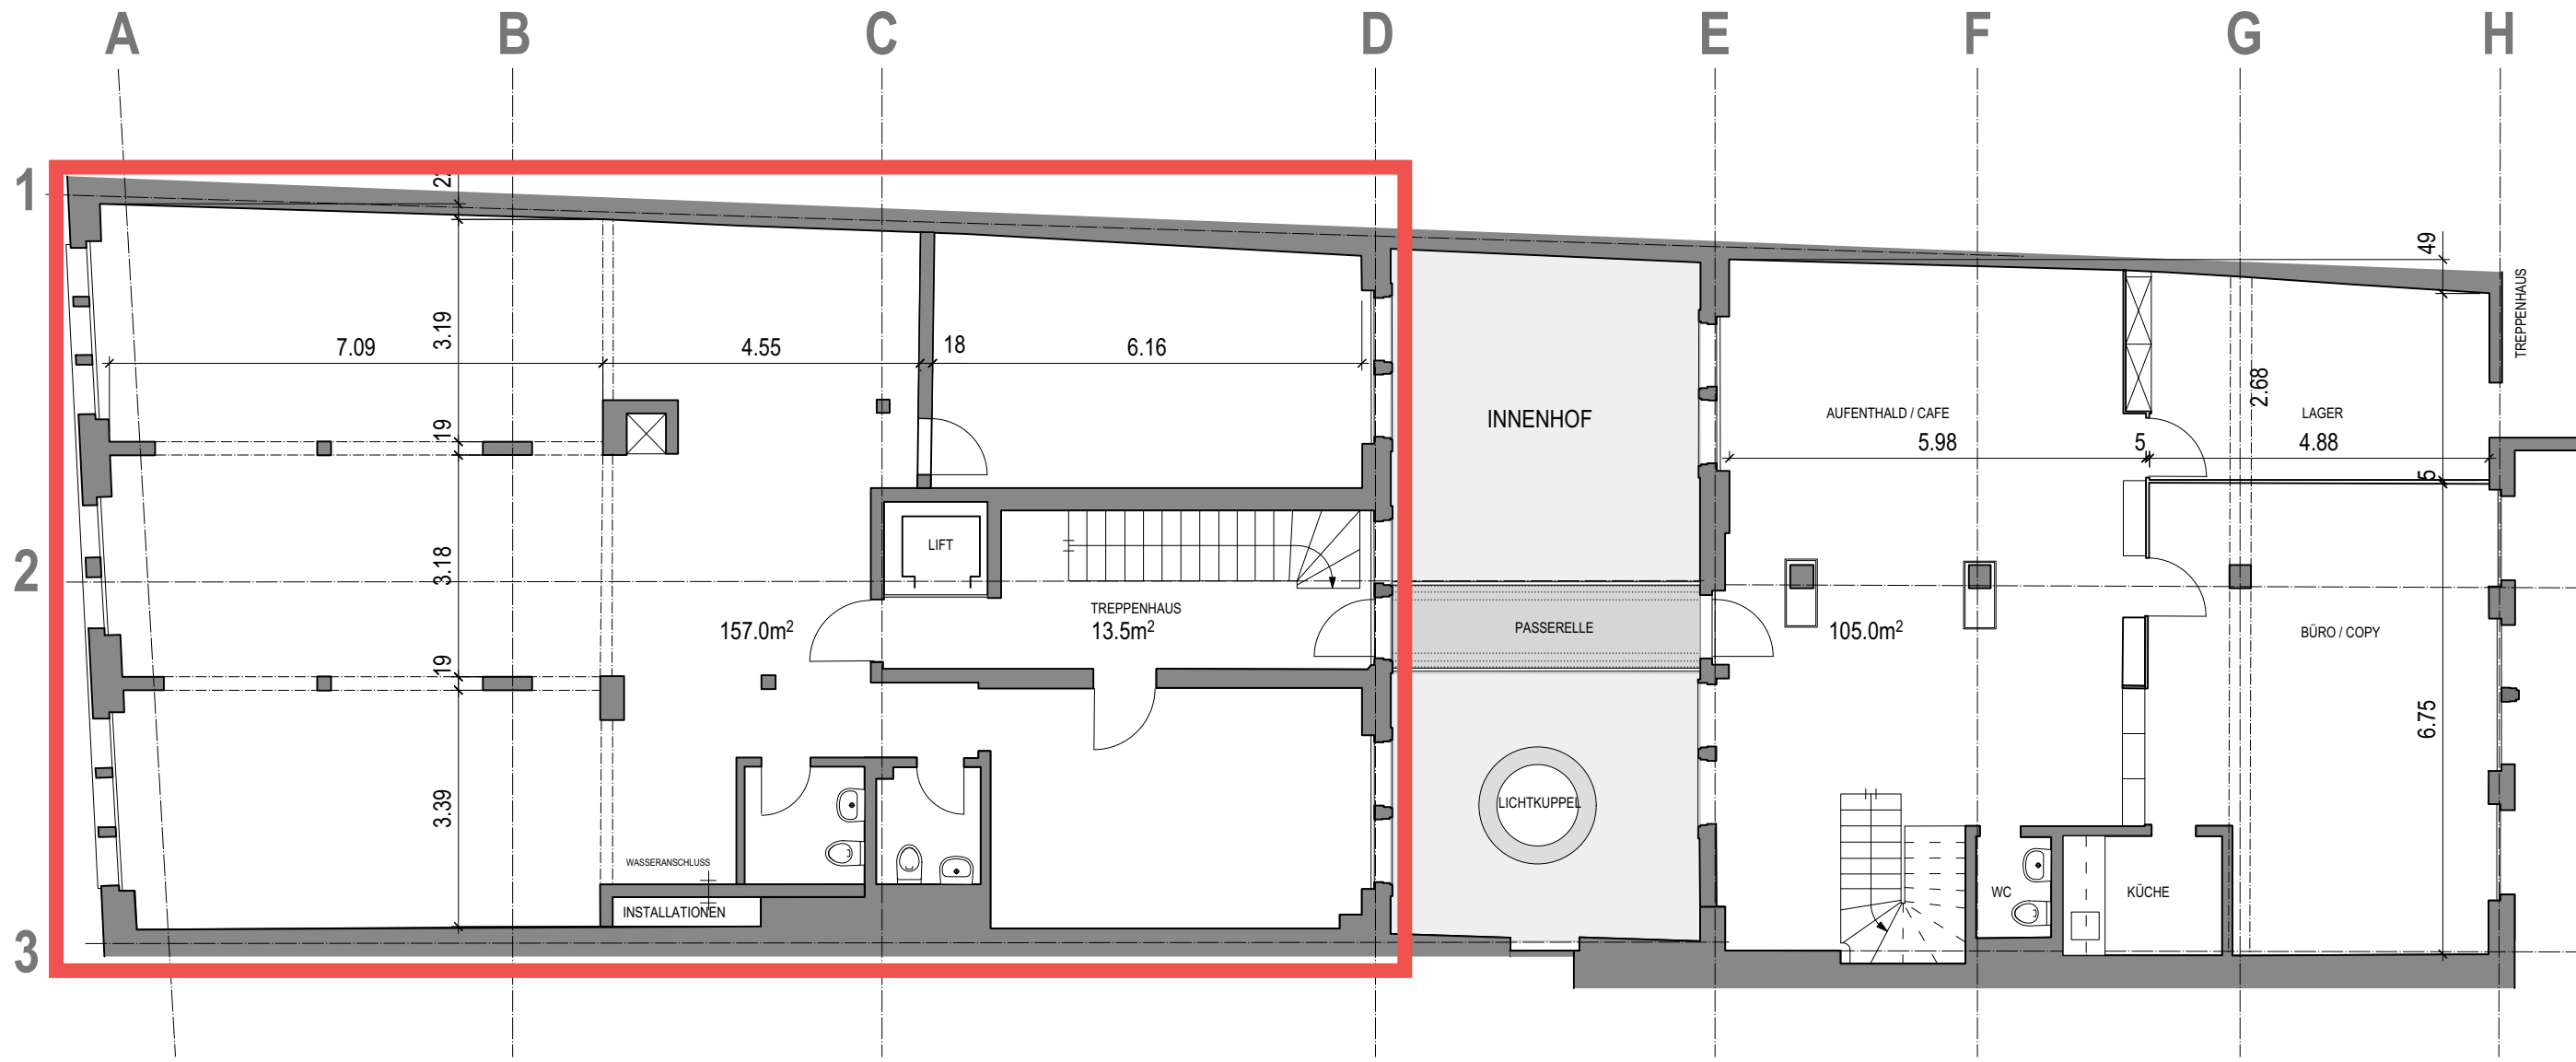 A B C D E F G H
1
2
3
7.09
3.19
4.55
18
6.16
19
3.18
19
3.39
LIFT
TREPPENHAUS
13.5m²
157.0m²
WASSERANSCHLUSS
INSTALLATIONEN
INNENHOF
PASSERELLE
LICHTKUPPEL
AUFENTHALD / CAFE
5.98
5
LAGER
4.88
2.68
49
TREPPENHAUS
5
105.0m²
BÜRO / COPY
6.75
WC
KÜCHE